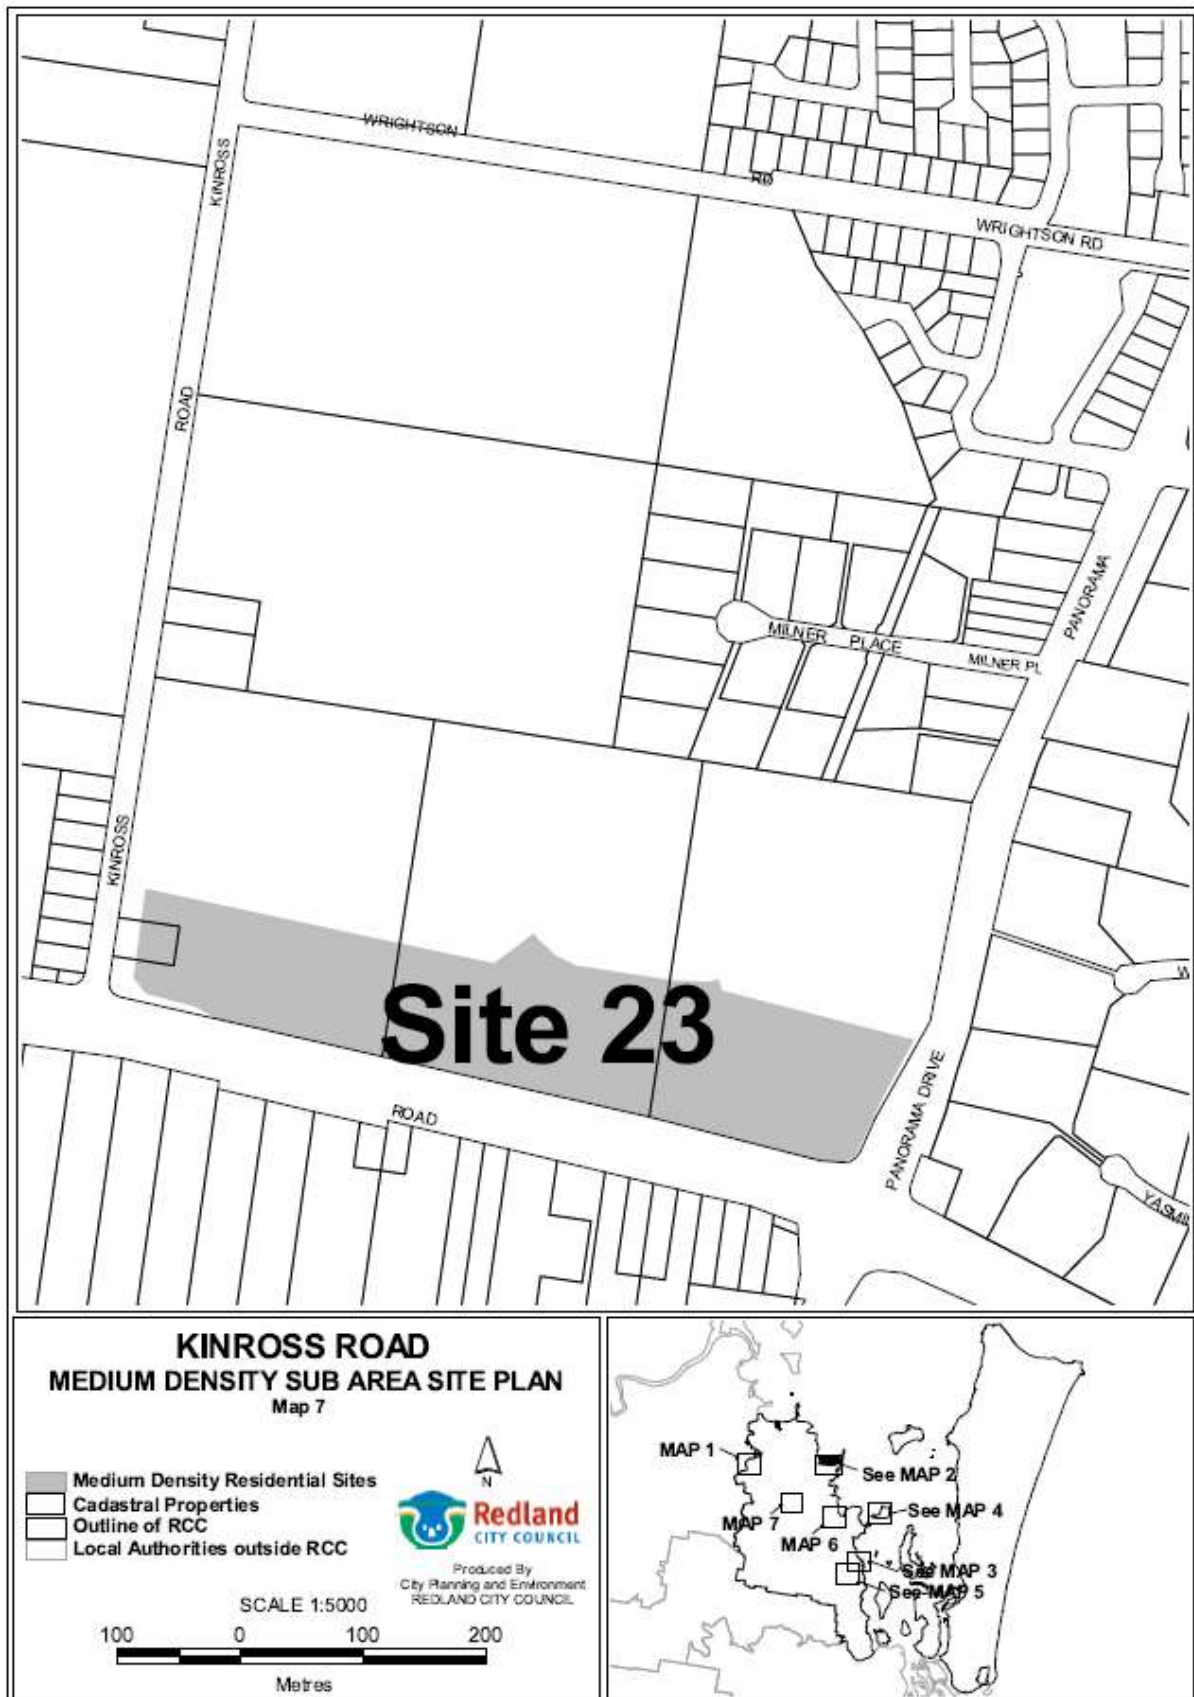 WRIGHTSON
RD
WRIGHTSON RD
KINROSS
ROAD
PANORAMA
MILNER PLACE
MILNER PL
KINROSS
Site 23
ROAD
PANORAMA DRIVE
KINROSS ROAD
MEDIUM DENSITY SUB AREA SITE PLAN
Map 7
Medium Density Residential Sites
Cadastral Properties
Outline of RCC
Local Authorities outside RCC
N
Redland
CITY COUNCIL
Produced By
City Planning and Environment
REDLAND CITY COUNCIL
SCALE 1:5000
100 0 100 200
Metres
MAP 1
See MAP 2
MAP 7
See MAP 4
MAP 6
See MAP 3
See MAP 5